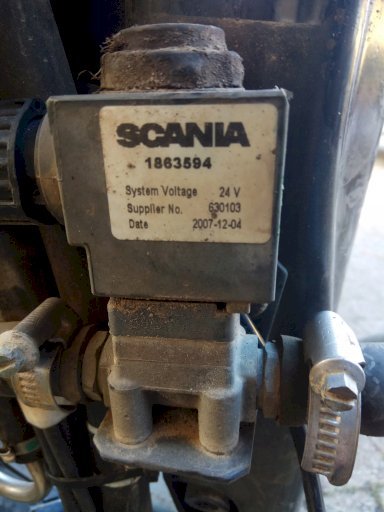 SCANIA
1863594
System Voltage 24 V
Supplier No. 630103
Date 2007-12-04